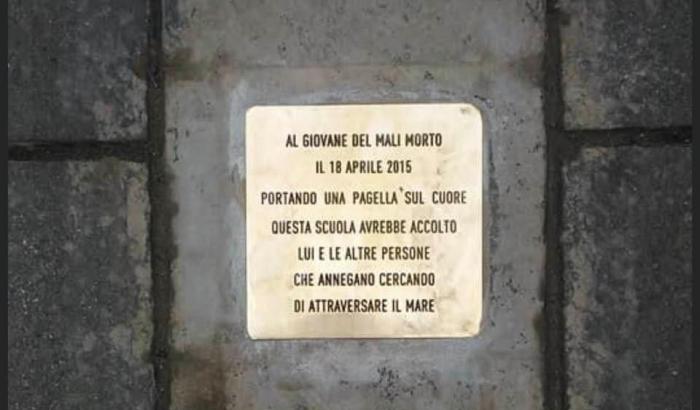 AL GIOVANE DEL MALI MORTO
IL 18 APRILE 2015
PORTANDO UNA PAGELLA SUL CUORE
QUESTA SCUOLA AVREBBE ACCOLTO
LUI E LE ALTRE PERSONE
CHE ANNEGANO CERCANDO
DI ATTRAVERSARE IL MARE